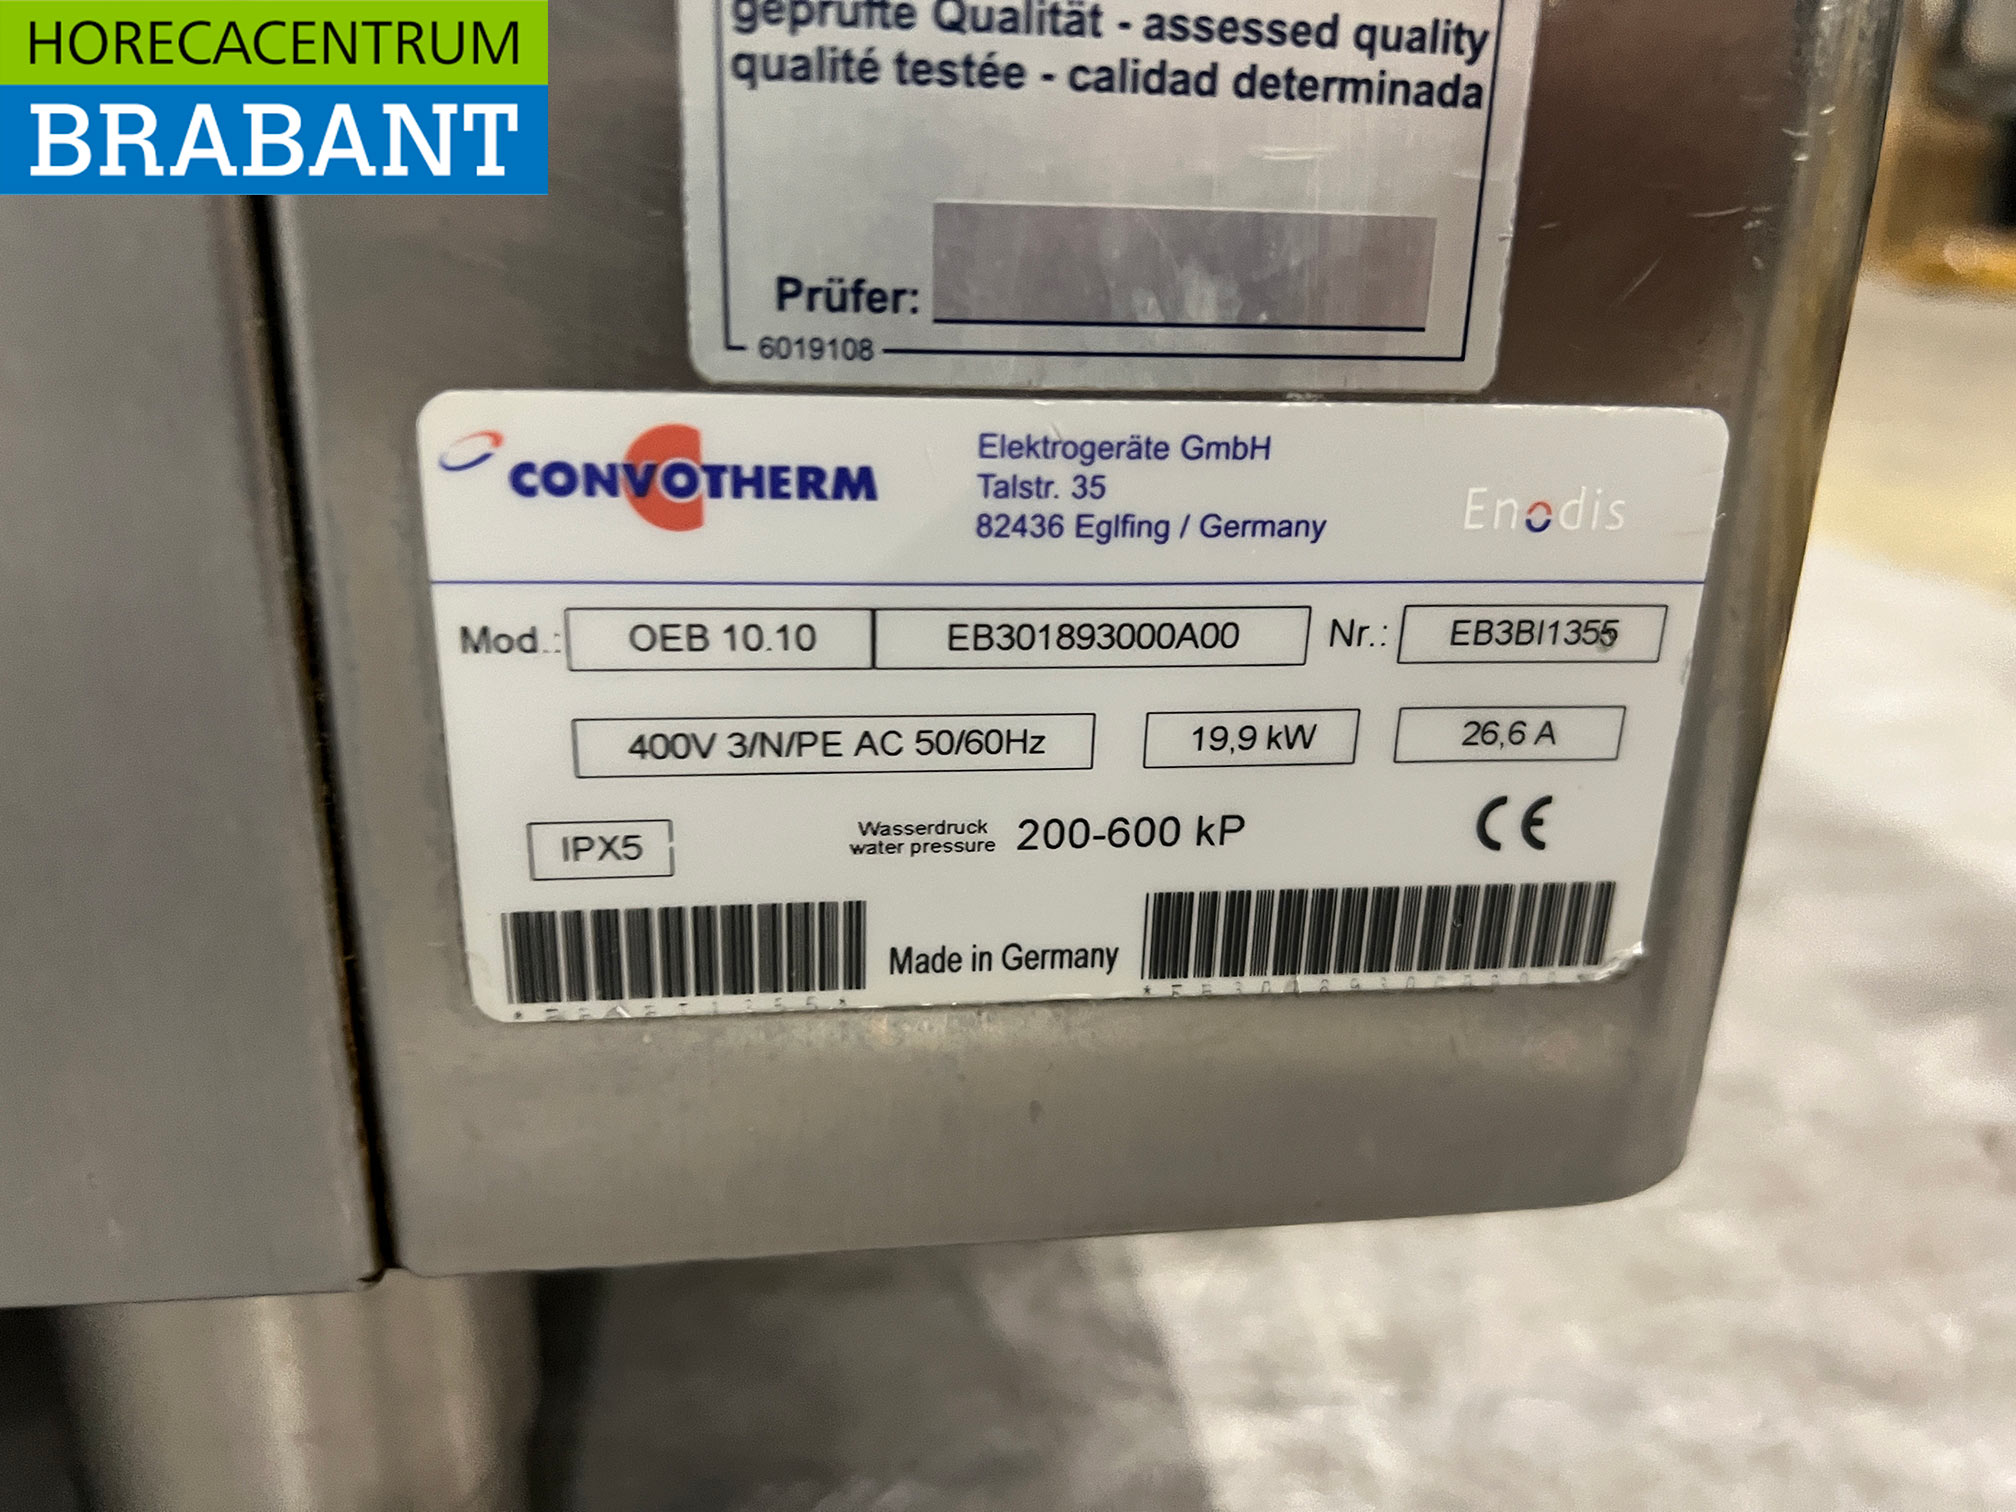 HORECACENTRUM
BRABANT
geprüfte Qualität - assessed quality
qualité testée - calidad determinada
Prüfer:
6019108
CONVOTHERM
Elektrogeräte GmbH
Talstr. 35
82436 Eglfing / Germany
Enodis
Mod.: OEB 10.10 EB301893000A00 Nr.: EB3BI1355
400V 3/N/PE AC 50/60Hz 19,9 kW 26,6 A
IPX5 Wasserdruck
water pressure 200-600 kP CE
Made in Germany